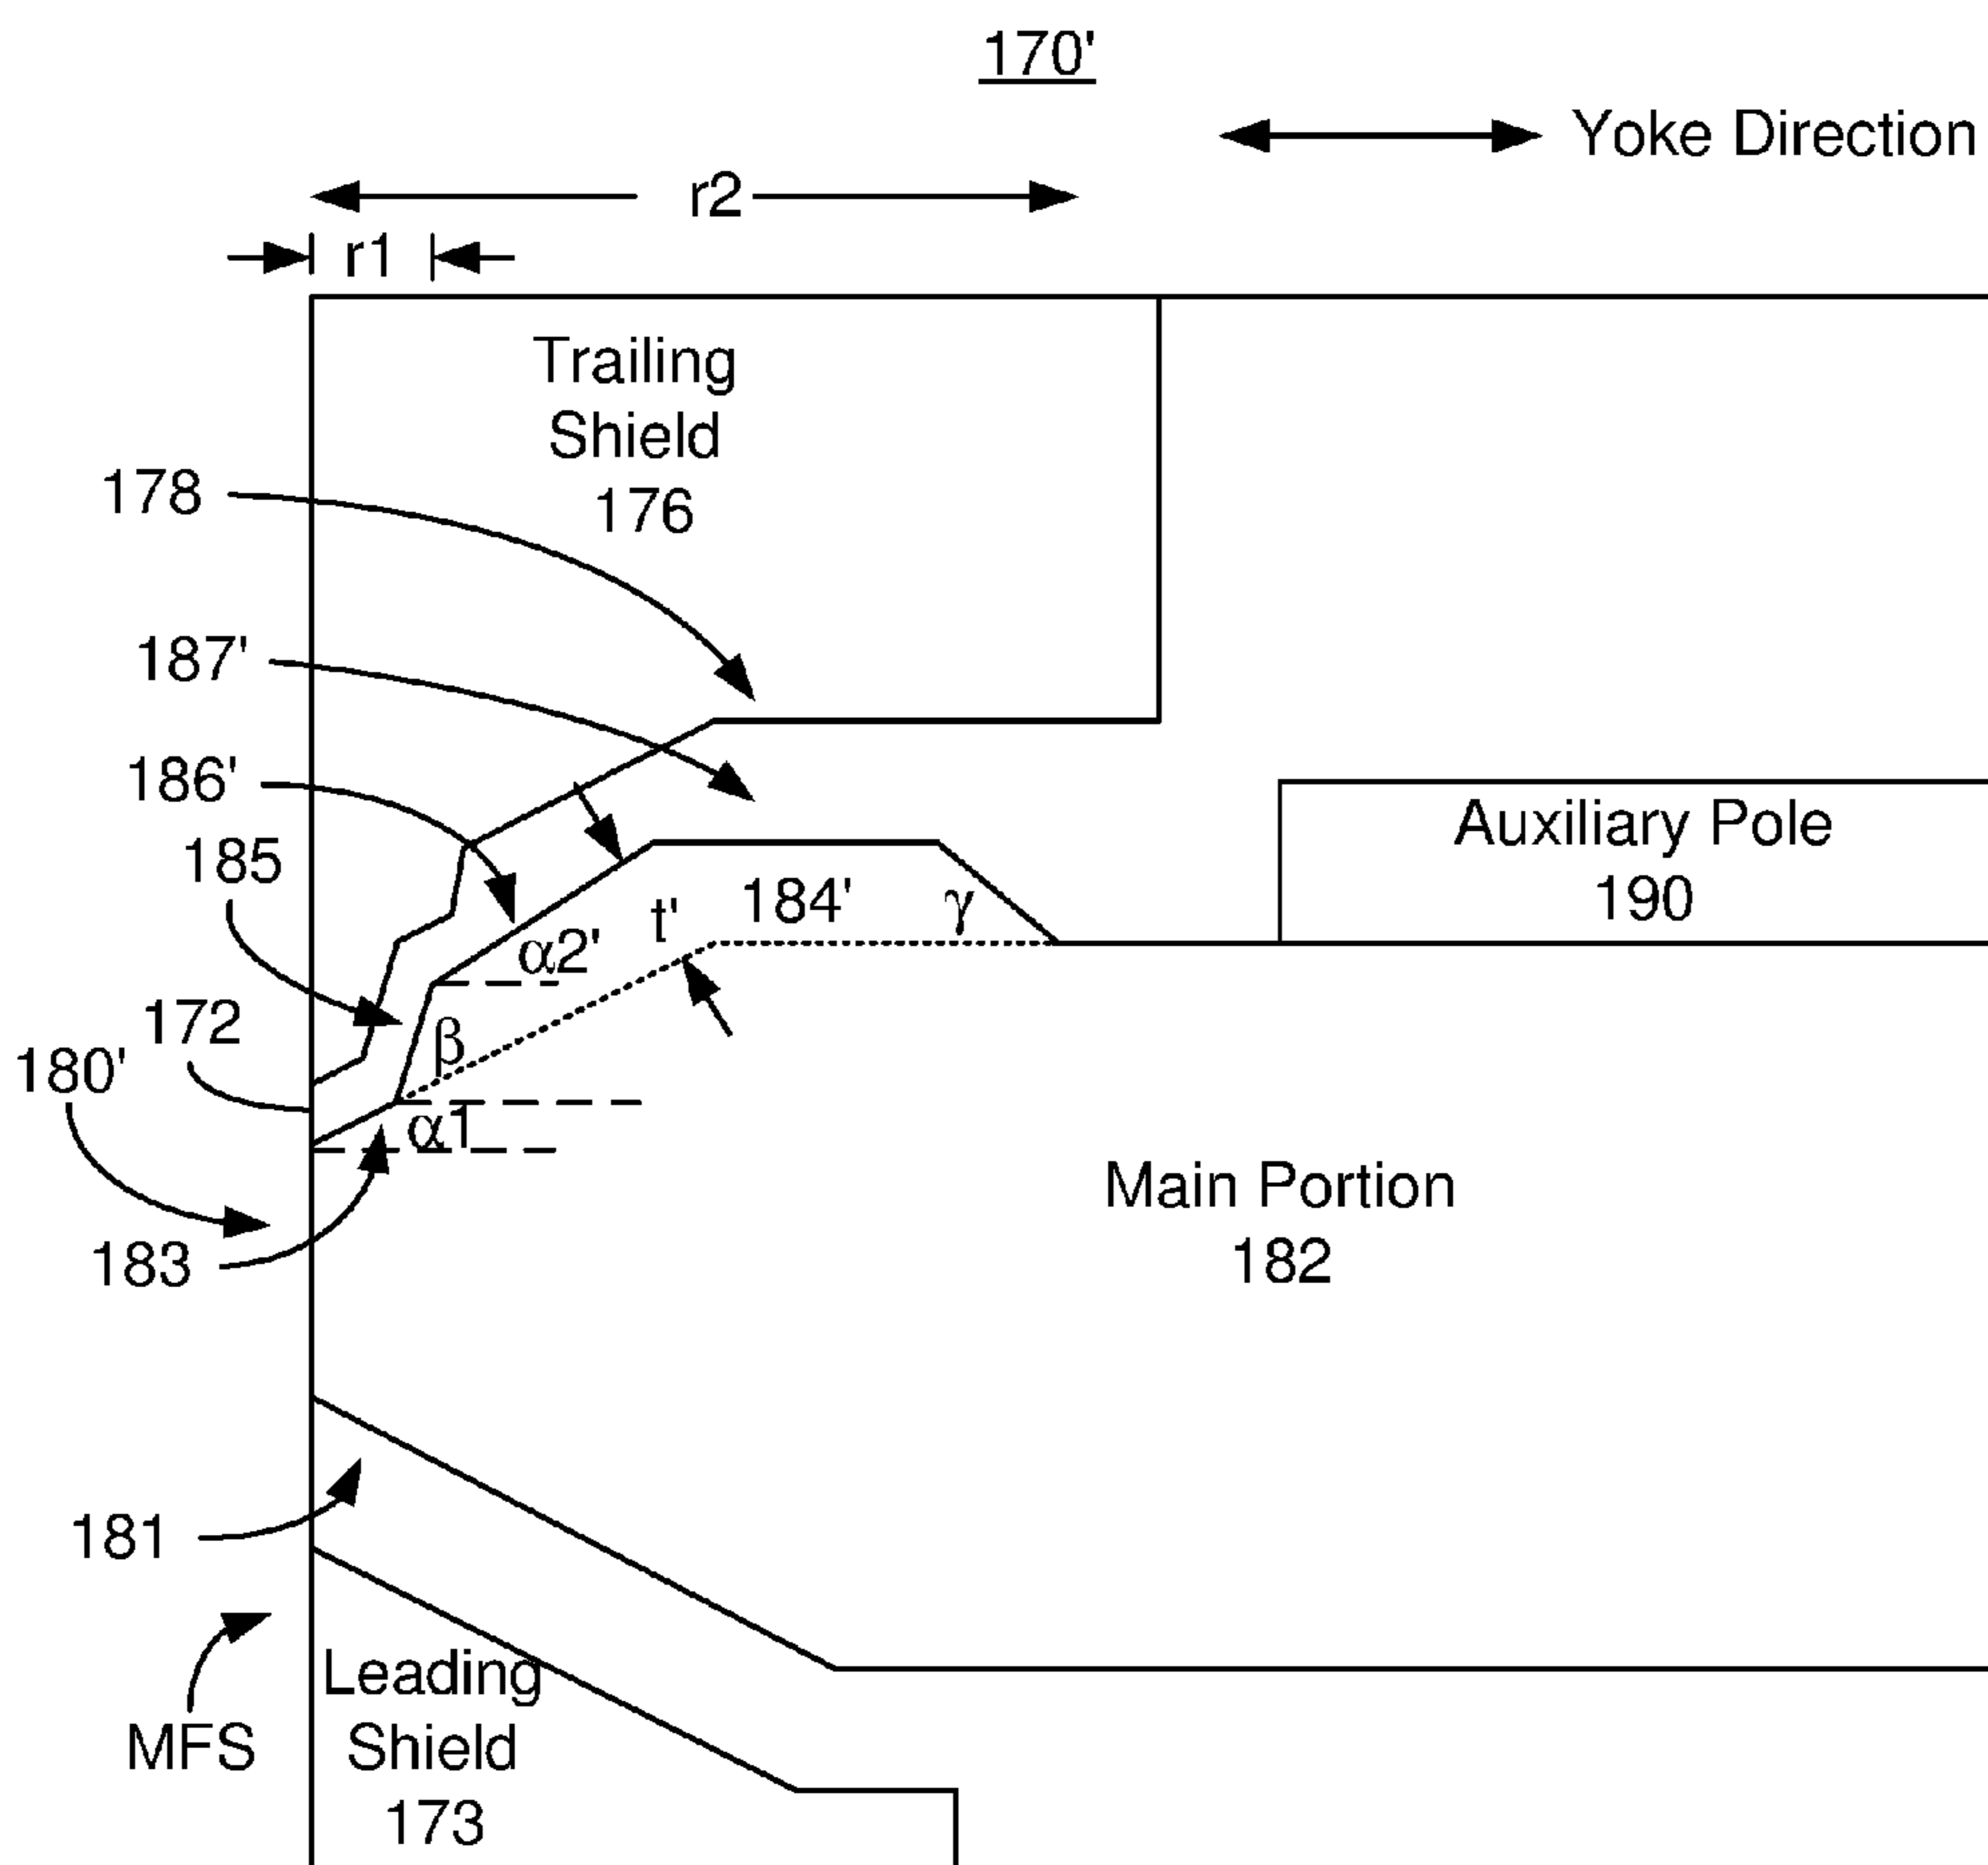 170'
Yoke Direction
r2
r1
Trailing
Shield
176
178
187'
186'
185
172
180'
183
181
MFS
Auxiliary Pole
190
184'
γ
t'
α2'
β
α1
Main Portion
182
Leading
Shield
173